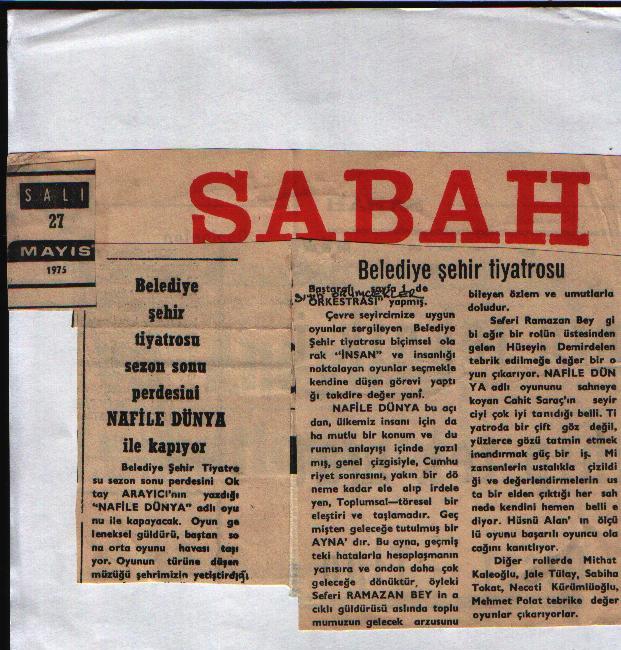 SALI
27
MAYIS
1975
SABAH
Belediye
şehir
tiyatrosu
sezon sonu
perdesini
NAFİLE DÜNYA
ile kapıyor
Belediye Şehir Tiyatro
su sezon sonu perdesini Ok
tay ARAYICI'nın yazdığı
"NAFİLE DÜNYA" adlı oyu
nu ile kapayacak. Oyun ge
leneksel güldürü, baştan so
na orta oyunu havası taşı
yor. Oyunun türüne düşen
müzüğü şehrimizin yetiştirdiği
Belediye şehir tiyatrosu
Baştarafı sayfa 1 de
ORKESTRASI" yapmış.
Çevre seyircimize uygun
oyunlar sergileyen Belediye
Şehir tiyatrosu biçimsel ola
rak "İNSAN" ve insanlığı
noktalayan oyunlar seçmekle
kendine düşen görevi yaptı
ğı takdire değer yanı.
NAFİLE DÜNYA bu açı
dan, ülkemiz insanı için da
ha mutlu bir konum ve du
rumun anlayışı içinde yazıl
mış, genel çizgisiyle, Cumhu
riyet sonrasını, yakın bir dö
neme kadar ele alıp irdele
yen, Toplumsal—töresel bir
eleştiri ve taşlamadır. Geç
mişten geleceğe tutulmuş bir
AYNA' dır. Bu ayna, geçmiş
teki hatalarla hesaplaşmanın
yanısıra ve ondan daha çok
geleceğe dönüktür, öyleki
Seferi RAMAZAN BEY in a
cıklı güldürüsü aslında toplu
mumuzun gelecek arzusunu
bileyen özlem ve umutlarla
doludur.
Seferi Ramazan Bey gi
bi ağır bir rolün üstesinden
gelen Hüseyin Demirdelen
tebrik edilmeğe değer bir o
yun çıkarıyor. NAFİLE DÜN
YA adlı oyununu sahneye
koyan Cahit Saraç'ın seyir
ciyi çok iyi tanıdığı belli. Ti
yatroda bir çift göz değil,
yüzlerce gözü tatmin etmek
inandırmak güç bir iş. Mi
zansenlerin ustalıkla çizildi
ği ve değerlendirmelerin us
ta bir elden çıktığı her sah
nede kendini hemen belli e
diyor. Hüsnü Alan' ın ölçü
lü oyunu başarılı oyuncu ola
cağını kanıtlıyor.
Diğer rollerde Mithat
Kaleoğlu, Jale Tülay, Sabiha
Tokat, Necati Kürümlüoğlu,
Mehmet Polat tebrike değer
oyunlar çıkarıyorlar.